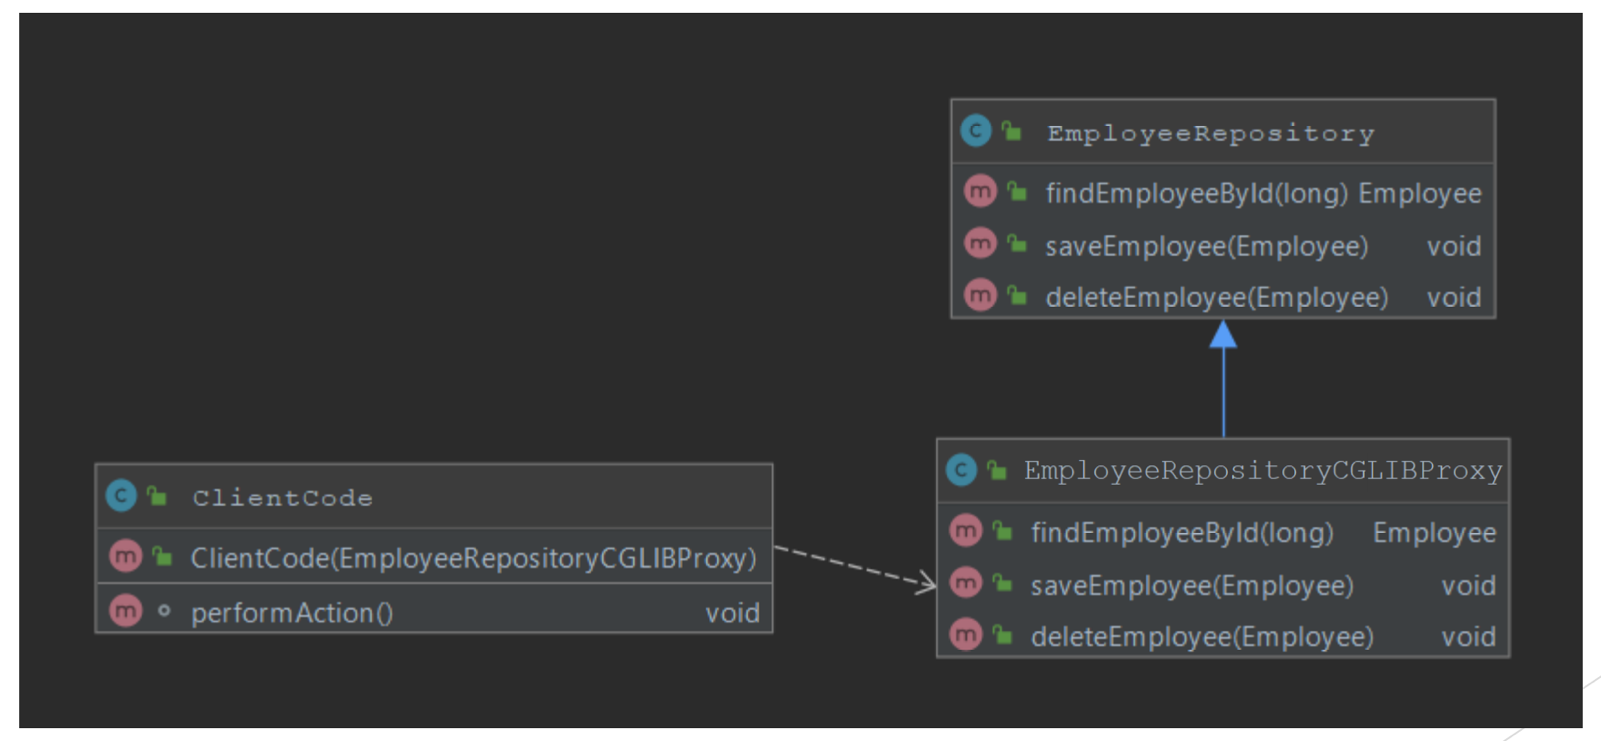 C EmployeeRepository
m findEmployeeById(long) Employee
m saveEmployee(Employee) void
m deleteEmployee(Employee) void
C ClientCode
m ClientCode(EmployeeRepositoryCGLIBProxy)
m performAction() void
C EmployeeRepositoryCGLIBProxy
m findEmployeeById(long) Employee
m saveEmployee(Employee) void
m deleteEmployee(Employee) void